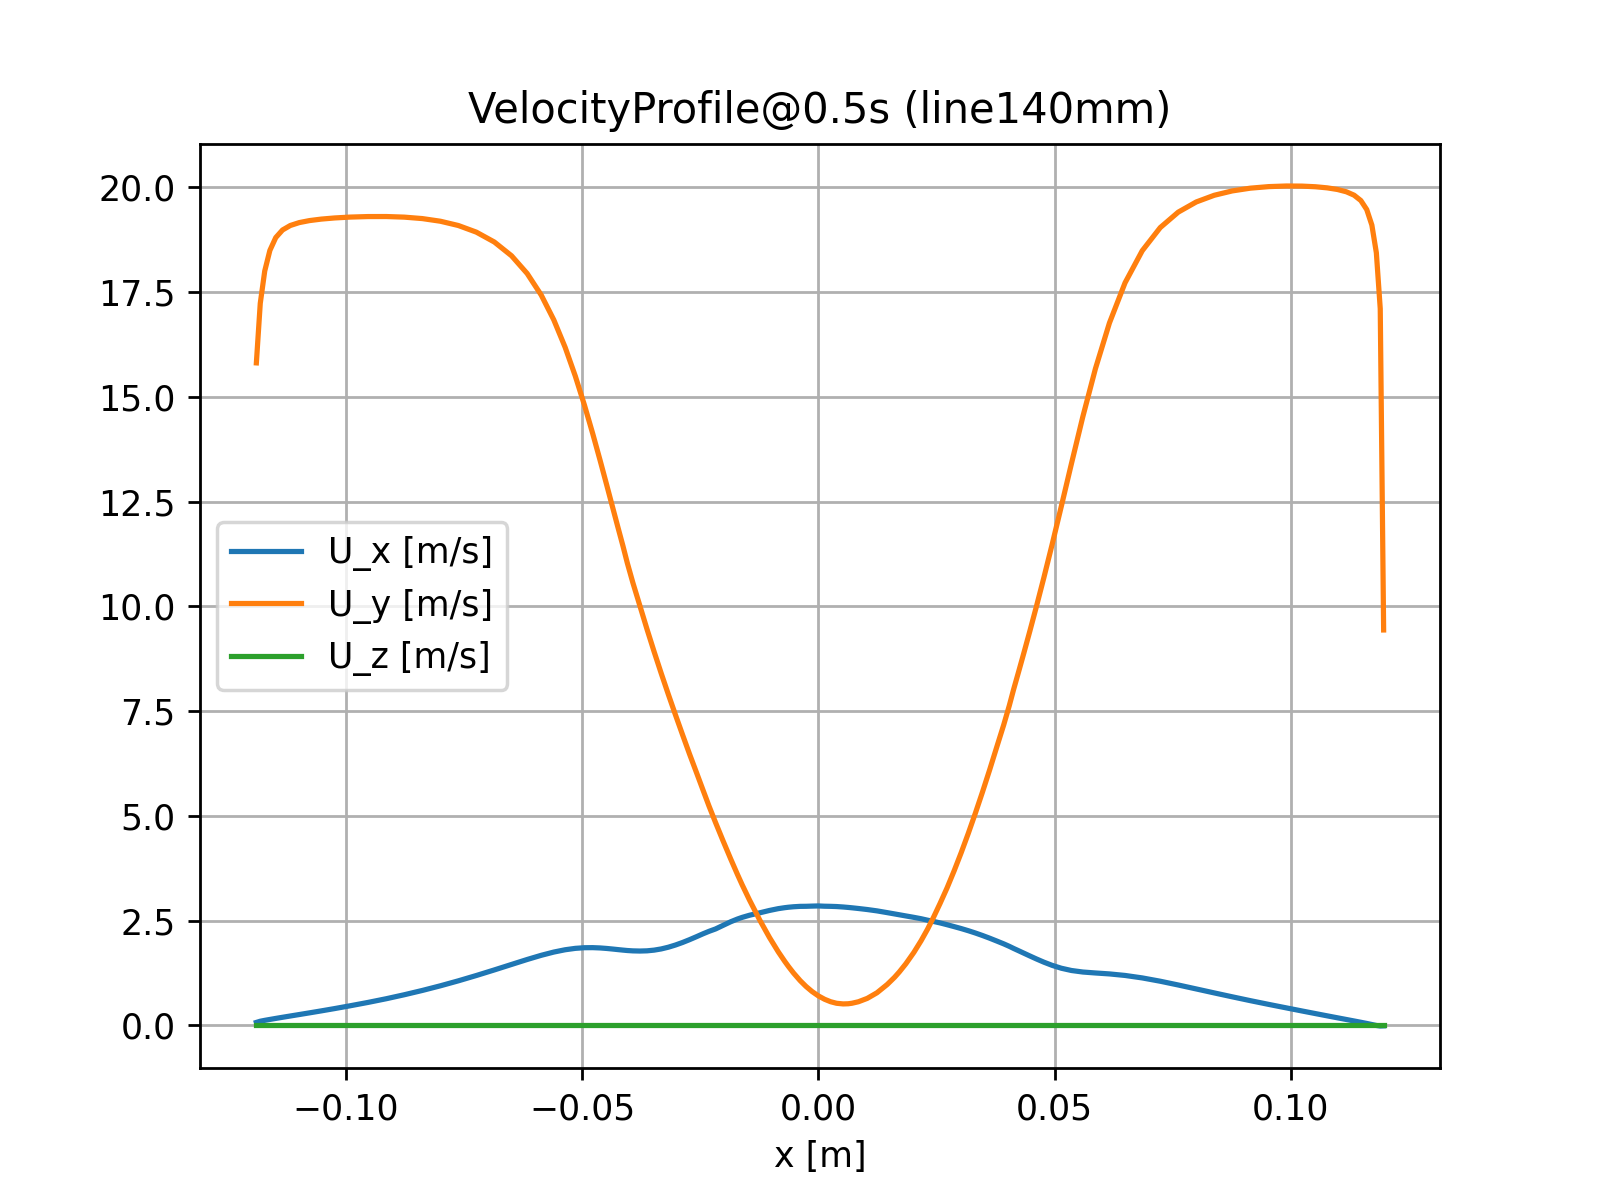 VelocityProfile@0.5s (line140mm)
20.0
17.5
15.0
12.5
10.0
7.5
5.0
2.5
0.0
U_x [m/s]
U_y [m/s]
U_z [m/s]
−0.10 −0.05 0.00 0.05 0.10
x [m]